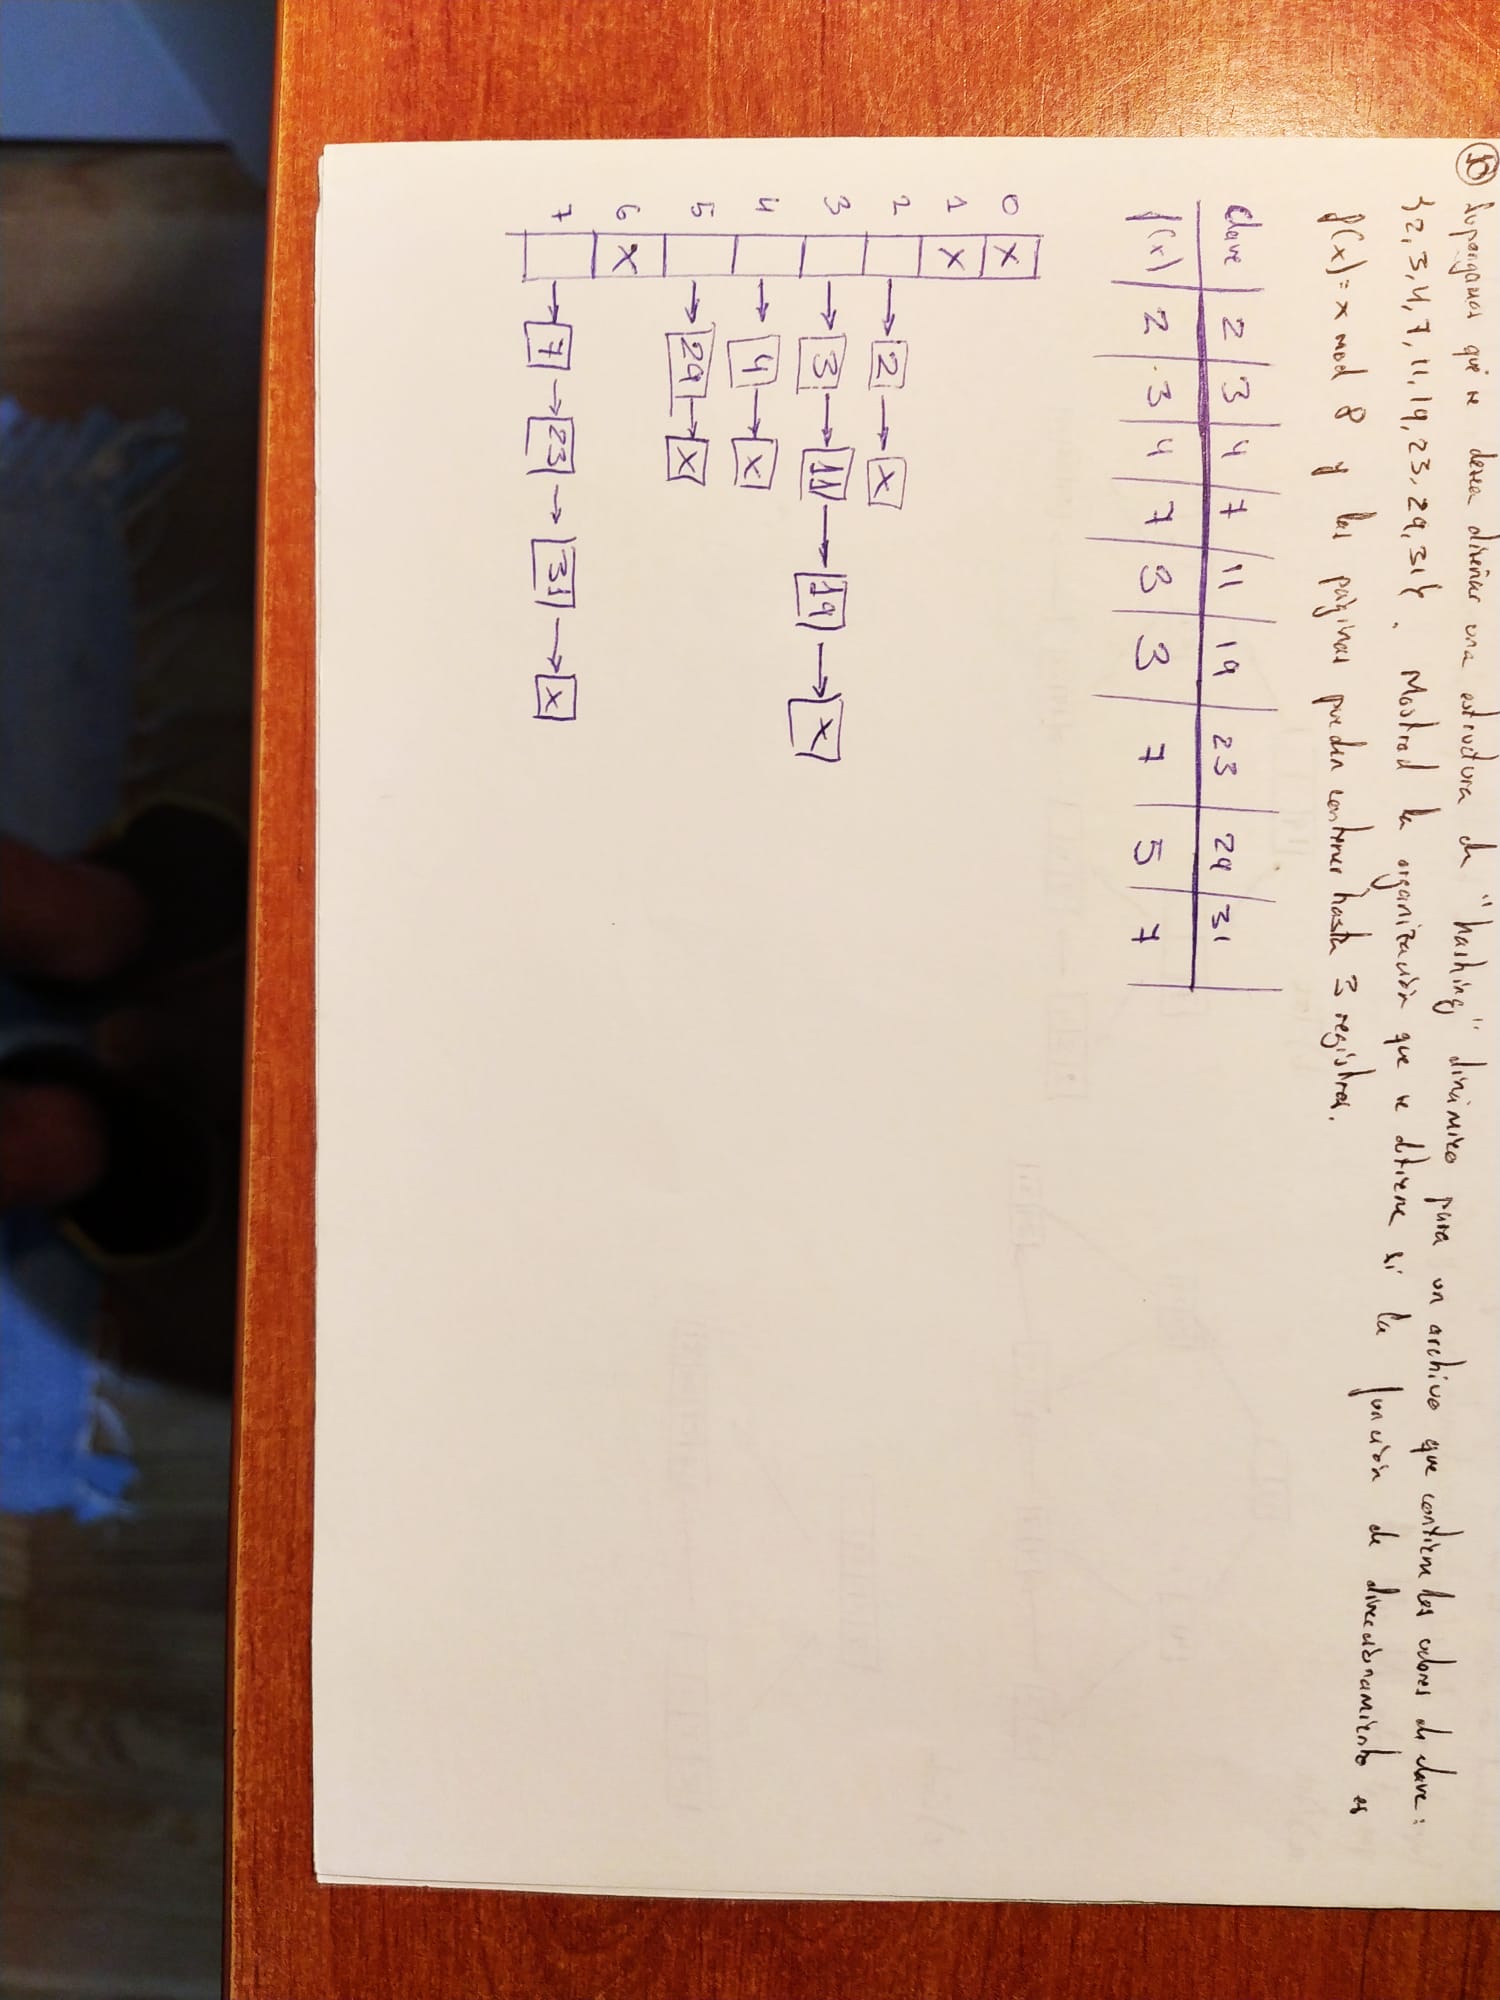 10 Supongamos que se desea diseñar una estructura de "hashing" dinámico para un archivo que contiene los valores de clave:
{2,3,4,7,11,19,23,29,31}. Mostrad la organización que se obtiene si la función de direccionamiento es
f(x) = x mod 8 y las páginas pueden contener hasta 3 registros.
Clave 2 3 4 7 11 19 23 29 31
f(x) 2 3 4 7 3 3 7 5 7
0 X
1 X
2 → 2 → X
3 → 3 → 11 → 19 → X
4 → 4 → X
5 → 29 → X
6 X
7 → 7 → 23 → 31 → X